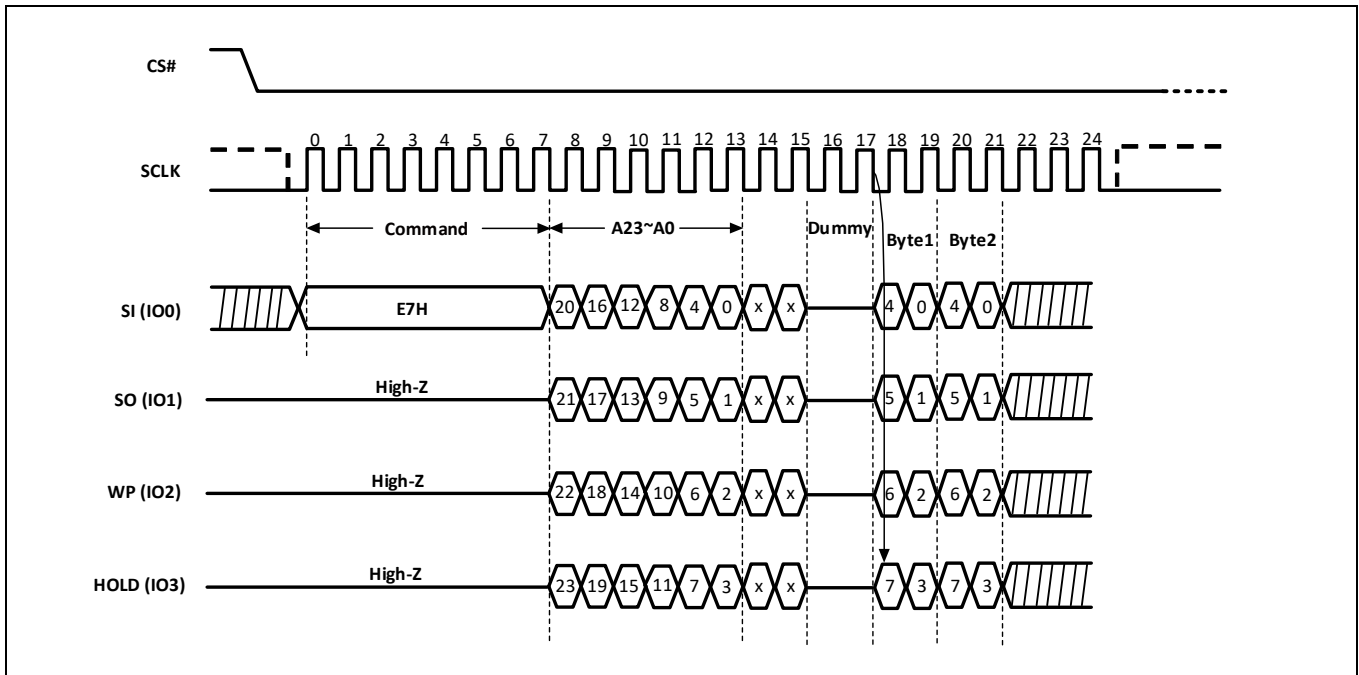 CS#
0 1 2 3 4 5 6 7 8 9 10 11 12 13 14 15 16 17 18 19 20 21 22 23 24
SCLK
Command A23~A0 Dummy Byte1 Byte2
SI (IO0) E7H 20 16 12 8 4 0 x x 4 0 4 0
SO (IO1) High-Z 21 17 13 9 5 1 x x 5 1 5 1
WP (IO2) High-Z 22 18 14 10 6 2 x x 6 2 6 2
HOLD (IO3) High-Z 23 19 15 11 7 3 x x 7 3 7 3